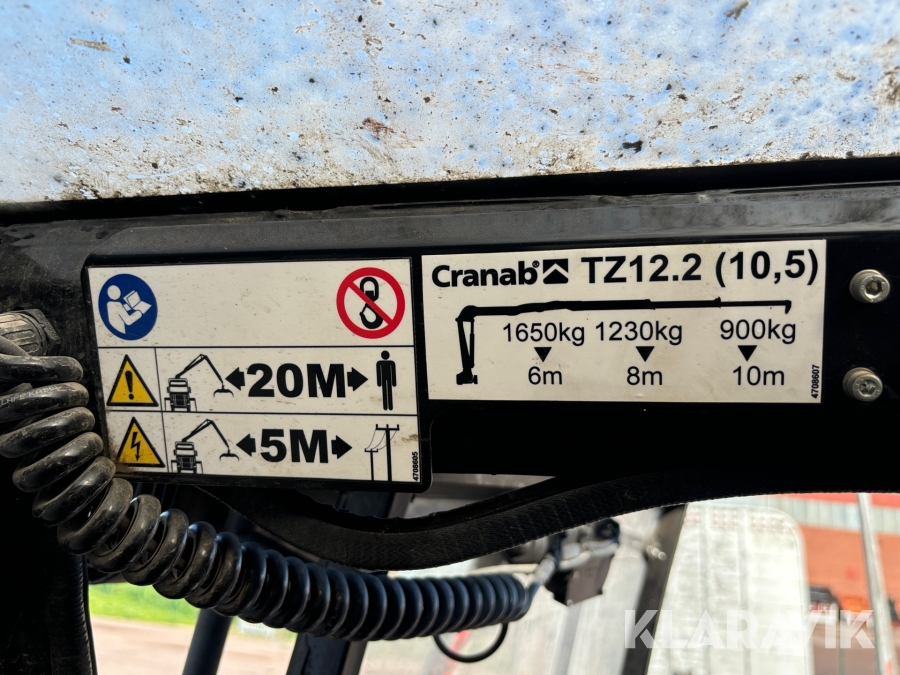 Cranab TZ12.2 (10,5)
1650kg 1230kg 900kg
6m 8m 10m
4708607
20M
5M
4708605
KLARAVIK